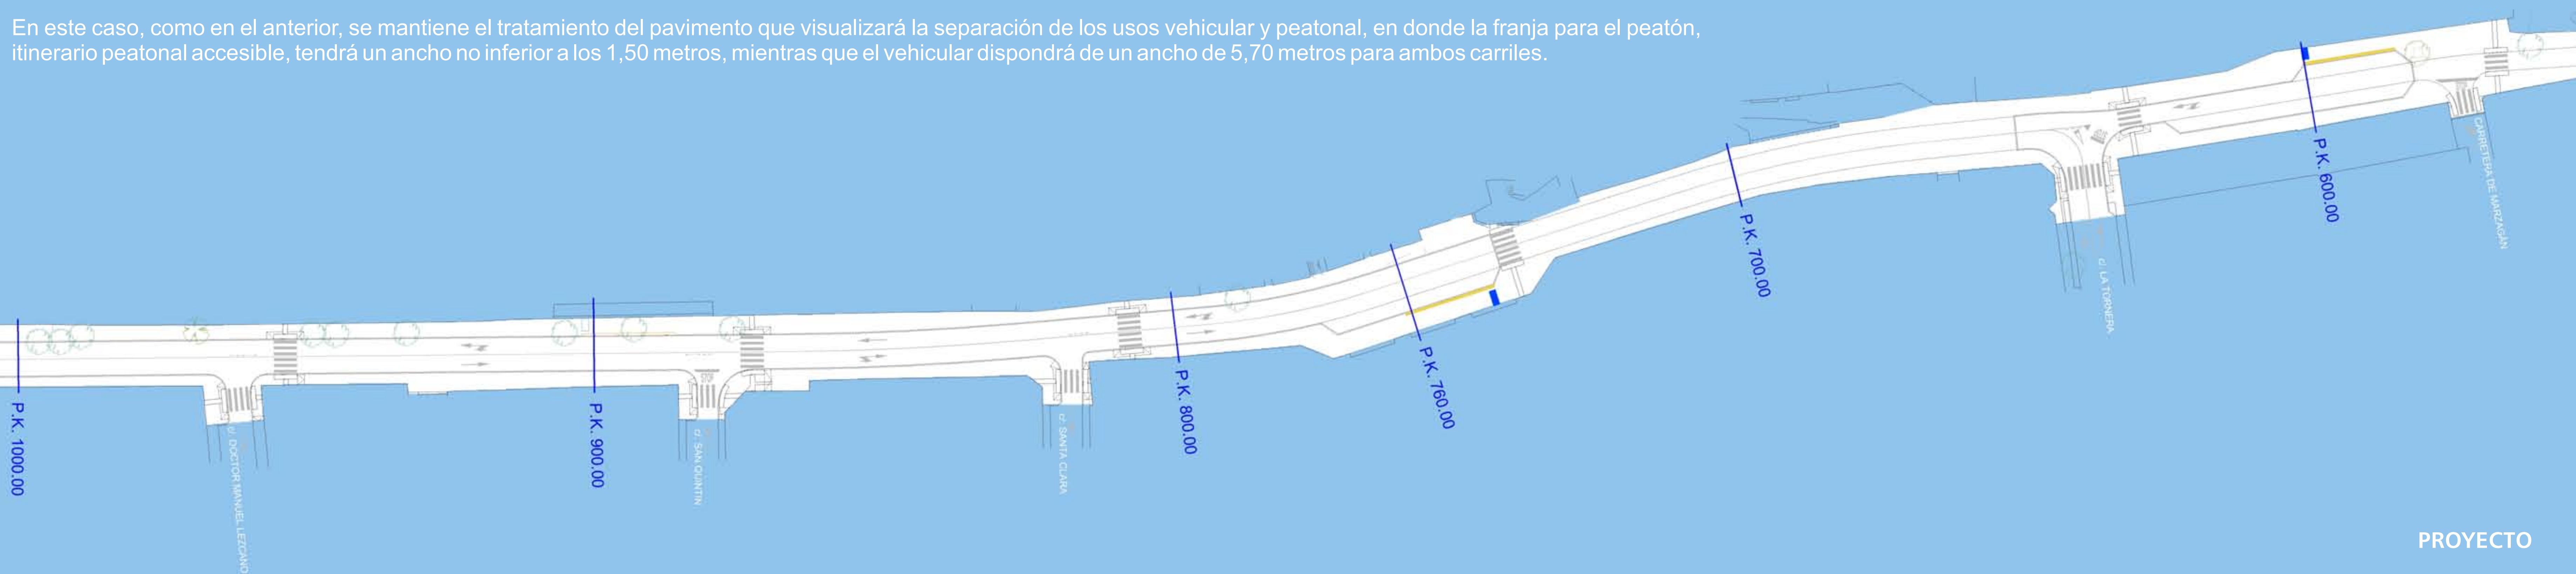 En este caso, como en el anterior, se mantiene el tratamiento del pavimento que visualizará la separación de los usos vehicular y peatonal, en donde la franja para el peatón,
itinerario peatonal accesible, tendrá un ancho no inferior a los 1,50 metros, mientras que el vehicular dispondrá de un ancho de 5,70 metros para ambos carriles.
P.K. 1000.00
c/. DOCTOR MANUEL LEZCANO
P.K. 900.00
c/. SAN QUINTIN
STOP
c/. SANTA CLARA
P.K. 800.00
P.K. 760.00
P.K. 700.00
c/. LA TORNERA
P.K. 600.00
CARRETERA DE MARZAGÁN
PROYECTO